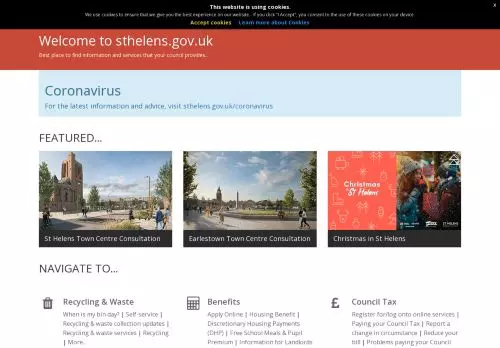 This website is using cookies.
x
We use cookies to ensure that we give you the best experience on our website. If you click "I Accept", you consent to the use of these cookies on your device.
Accept cookies Learn more about Cookies
Welcome to sthelens.gov.uk
Best place to find information and services that your council provides.
Coronavirus
For the latest information and advice, visit sthelens.gov.uk/coronavirus
FEATURED...
Christmas
in St Helens
St Helens Town Centre Consultation
Earlestown Town Centre Consultation
Christmas in St Helens
NAVIGATE TO...
Recycling & Waste
When is my bin day? | Self-service |
Recycling & waste collection updates |
Recycling & waste services | Recycling
| More..
Benefits
Apply Online | Housing Benefit |
Discretionary Housing Payments
(DHP) | Free School Meals & Pupil
Premium | Information for Landlords
£ Council Tax
Register for/log onto online services |
Paying your Council Tax | Report a
change in circumstance | Reduce your
bill | Problems paying your Council